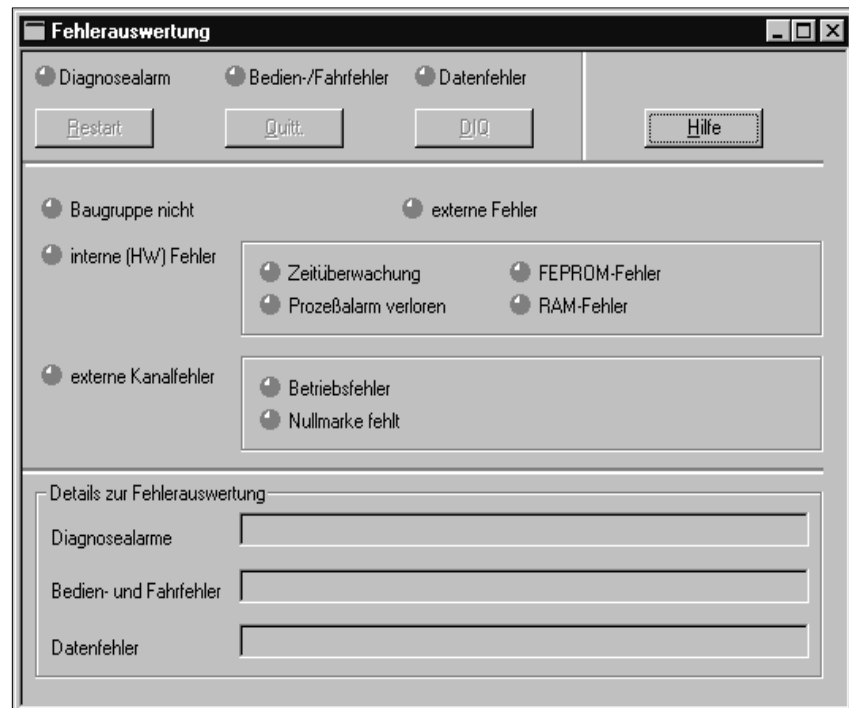 Fehlerauswertung
Diagnosealarm Bedien-/Fahrfehler Datenfehler
Restart Quitt. DIQ Hilfe
Baugruppe nicht externe Fehler
interne (HW) Fehler
Zeitüberwachung FEPROM-Fehler
Prozeßalarm verloren RAM-Fehler
externe Kanalfehler
Betriebsfehler
Nullmarke fehlt
Details zur Fehlerauswertung
Diagnosealarme
Bedien- und Fahrfehler
Datenfehler